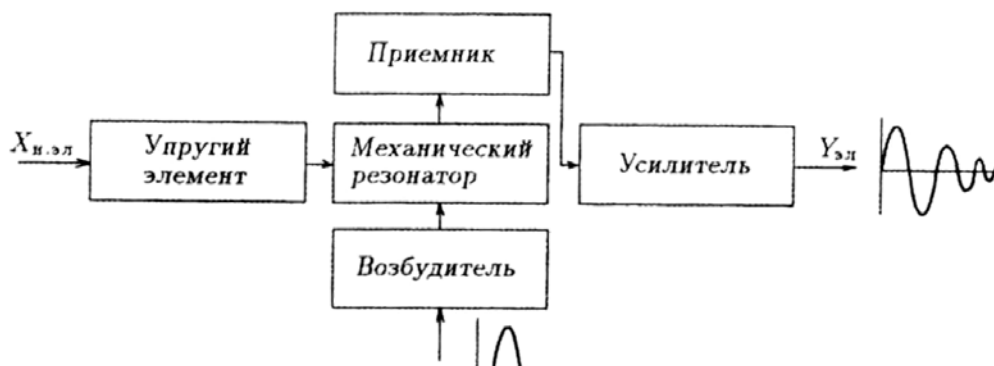 Приемник
X н.эл
Упругий
элемент
Механический
резонатор
Усилитель
Y эл
Возбудитель